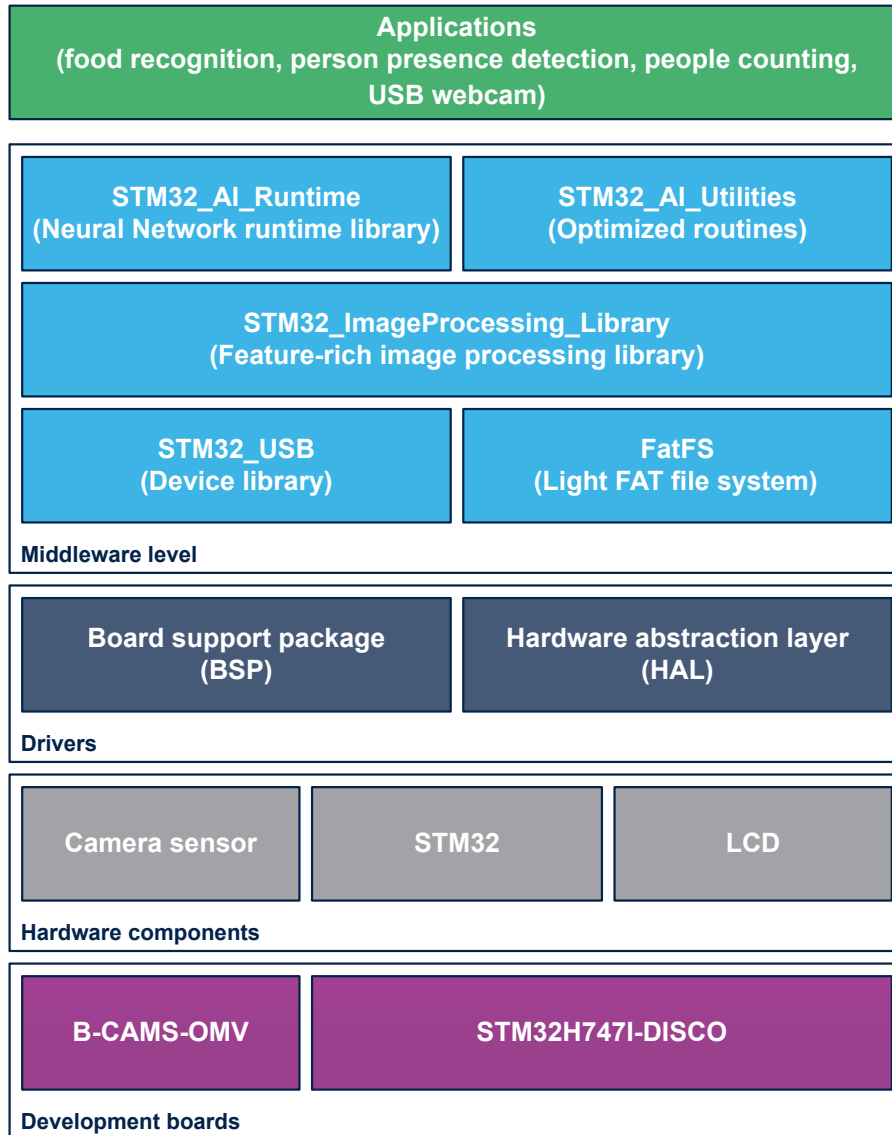 Applications
(food recognition, person presence detection, people counting,
USB webcam)
STM32_AI_Runtime
(Neural Network runtime library)
STM32_AI_Utilities
(Optimized routines)
STM32_ImageProcessing_Library
(Feature-rich image processing library)
STM32_USB
(Device library)
FatFS
(Light FAT file system)
Middleware level
Board support package
(BSP)
Hardware abstraction layer
(HAL)
Drivers
Camera sensor
STM32
LCD
Hardware components
B-CAMS-OMV
STM32H747I-DISCO
Development boards